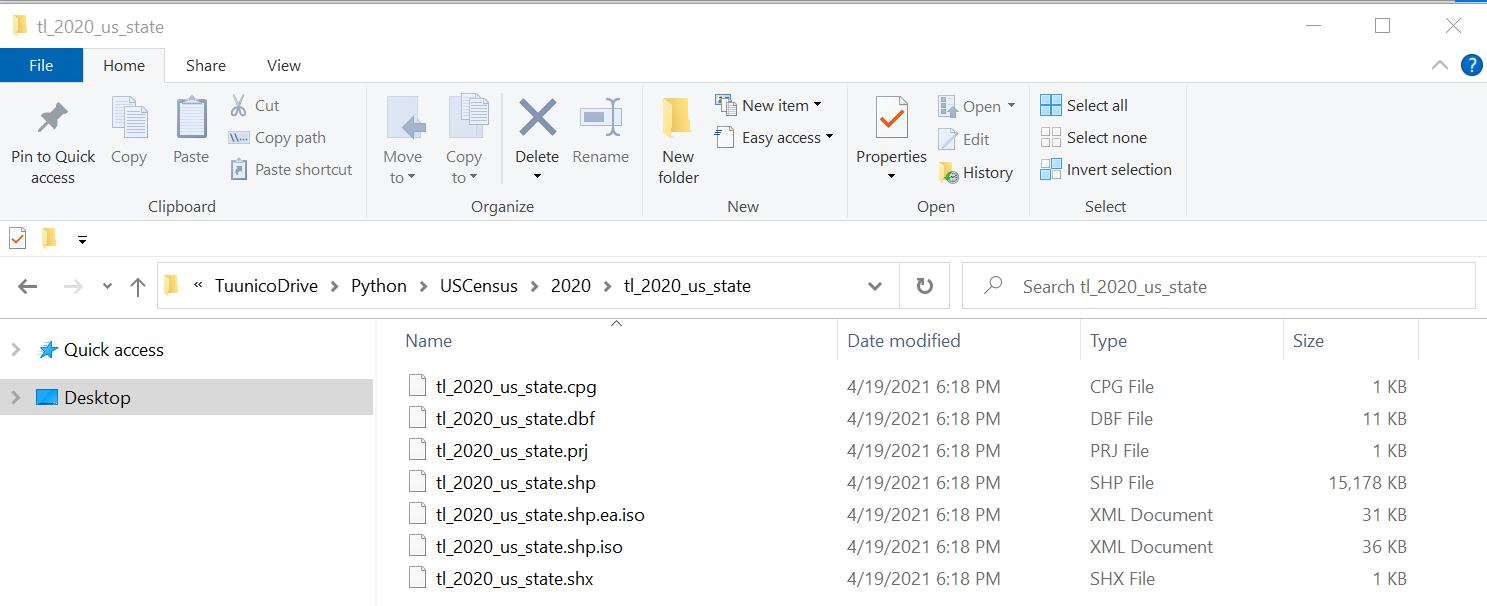 tl_2020_us_state
File Home Share View
Pin to Quick access
Copy
Paste
Cut
Copy path
Paste shortcut
Clipboard
Move to
Copy to
Delete
Rename
Organize
New folder
New item
Easy access
New
Properties
Open
Edit
History
Open
Select all
Select none
Invert selection
Select
« TuunicoDrive > Python > USCensus > 2020 > tl_2020_us_state
Search tl_2020_us_state
Quick access
Desktop
Name Date modified Type Size
tl_2020_us_state.cpg 4/19/2021 6:18 PM CPG File 1 KB
tl_2020_us_state.dbf 4/19/2021 6:18 PM DBF File 11 KB
tl_2020_us_state.prj 4/19/2021 6:18 PM PRJ File 1 KB
tl_2020_us_state.shp 4/19/2021 6:18 PM SHP File 15,178 KB
tl_2020_us_state.shp.ea.iso 4/19/2021 6:18 PM XML Document 31 KB
tl_2020_us_state.shp.iso 4/19/2021 6:18 PM XML Document 36 KB
tl_2020_us_state.shx 4/19/2021 6:18 PM SHX File 1 KB